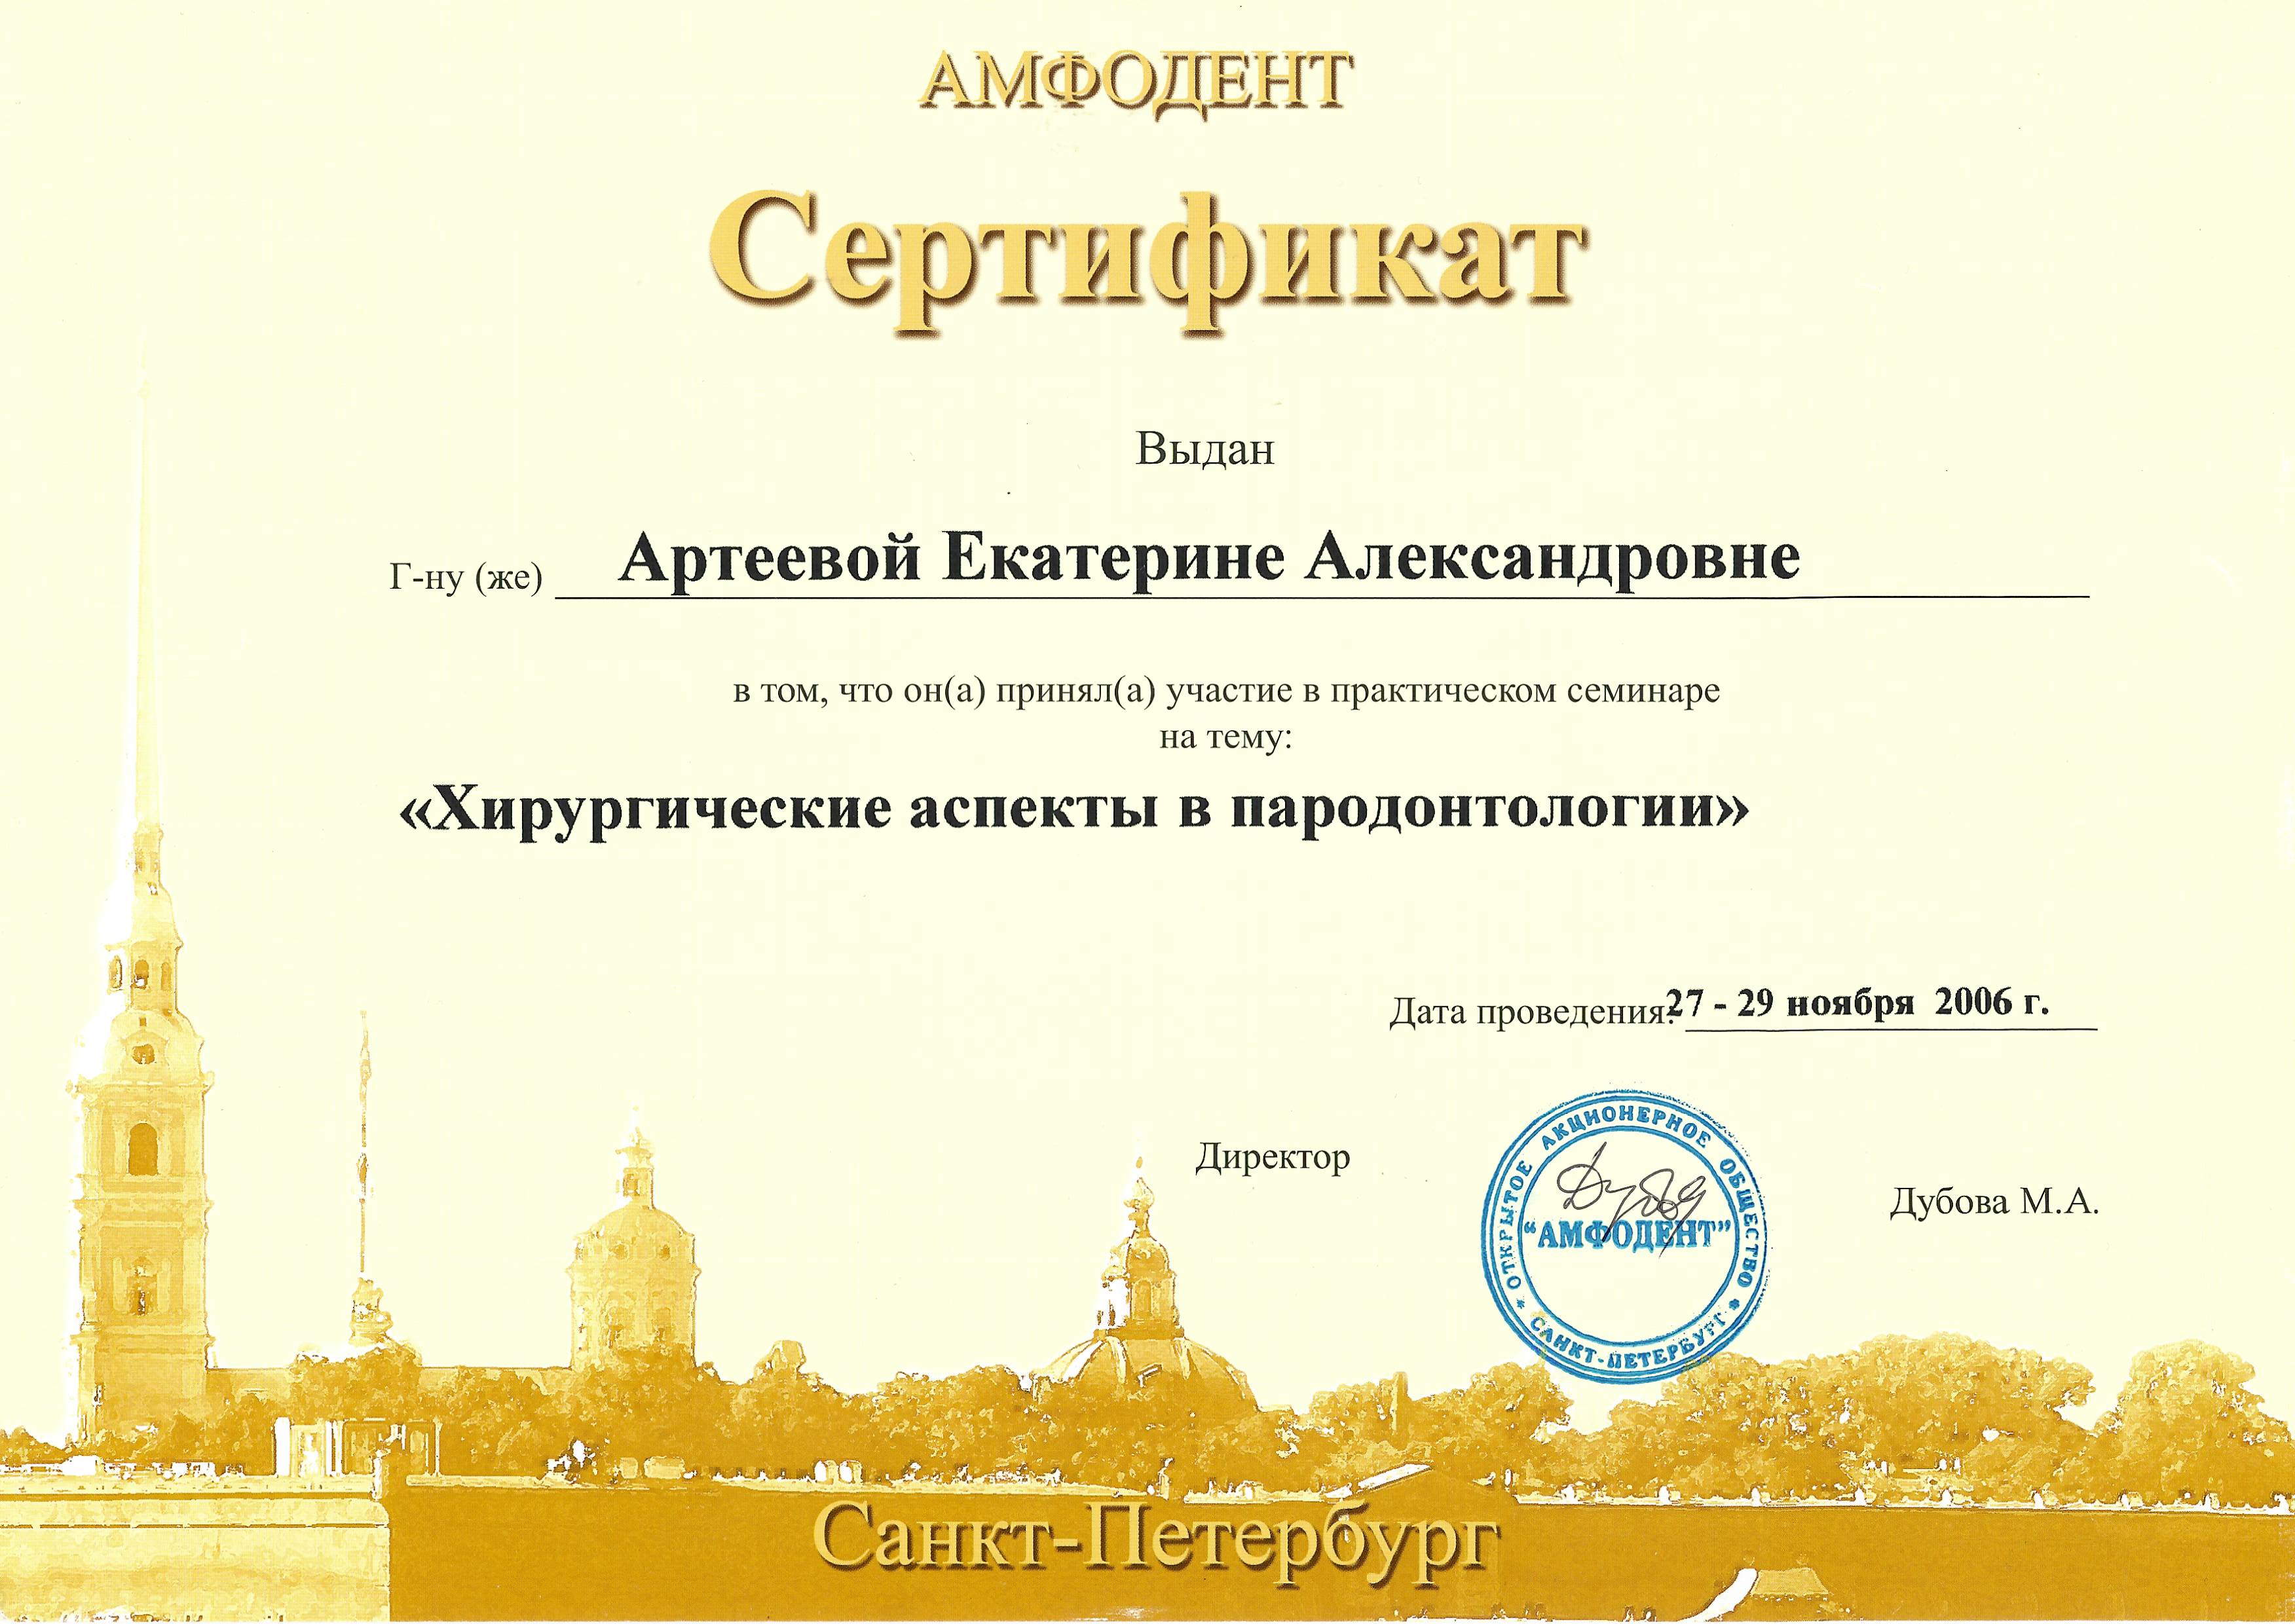 АМФОДЕНТ
Сертификат
Выдан
Г-ну (же) Артеевой Екатерине Александровне
в том, что он(а) принял(а) участие в практическом семинаре
на тему:
«Хирургические аспекты в пародонтологии»
Дата проведения: 27 - 29 ноября 2006 г.
Директор
ОТКРЫТОЕ АКЦИОНЕРНОЕ ОБЩЕСТВО * САНКТ-ПЕТЕРБУРГ *
"АМФОДЕНТ"
Дубова М.А.
Санкт-Петербург